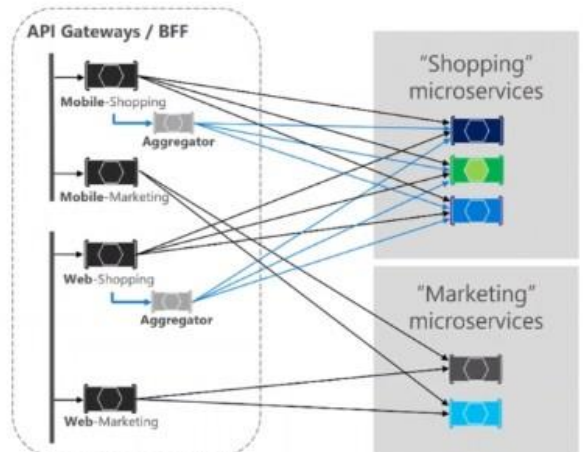 API Gateways / BFF
Mobile-Shopping
Aggregator
Mobile-Marketing
Web-Shopping
Aggregator
Web-Marketing
“Shopping”
microservices
“Marketing”
microservices